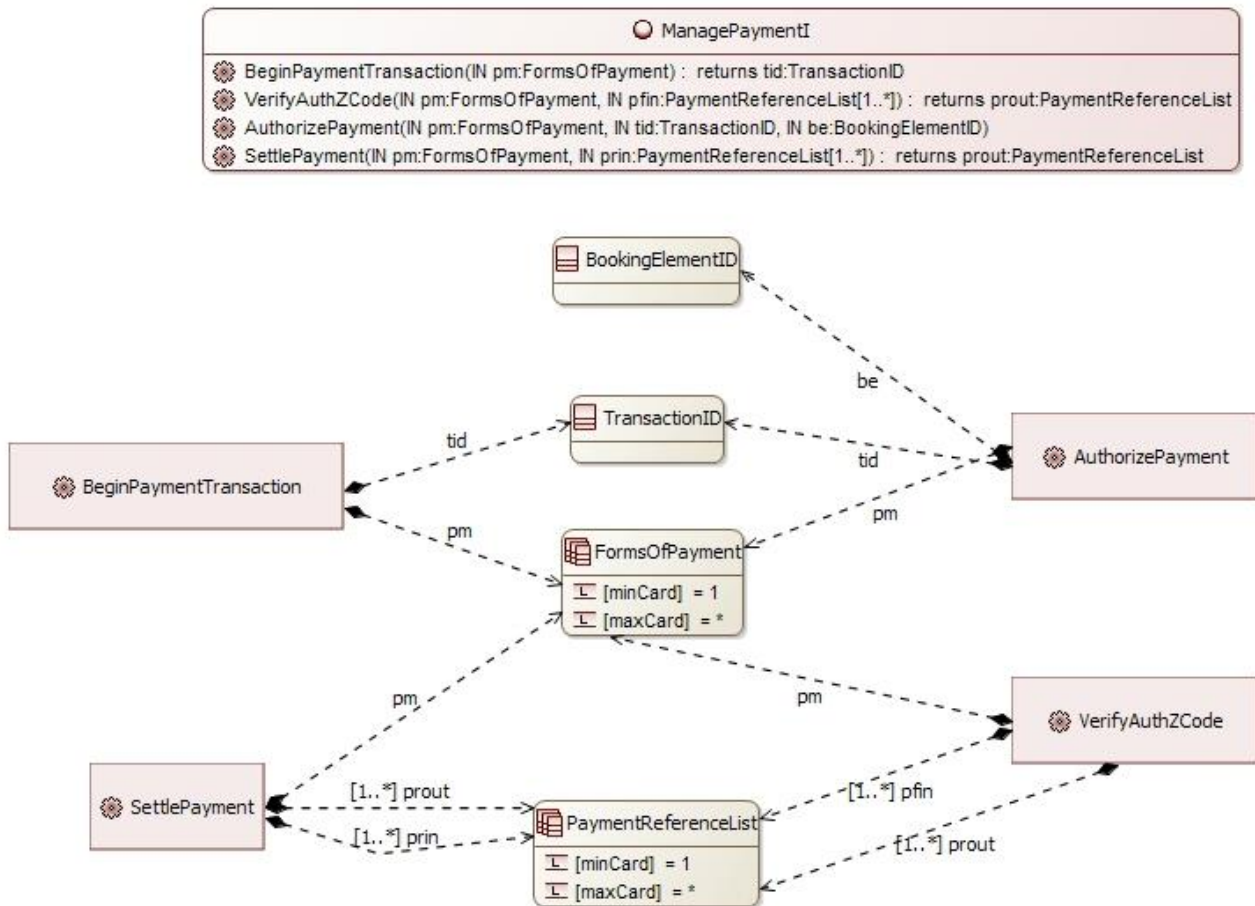 ManagePaymentI
BeginPaymentTransaction(IN pm:FormsOfPayment) : returns tid:TransactionID
VerifyAuthZCode(IN pm:FormsOfPayment, IN pfin:PaymentReferenceList[1..*]) : returns prout:PaymentReferenceList
AuthorizePayment(IN pm:FormsOfPayment, IN tid:TransactionID, IN be:BookingElementID)
SettlePayment(IN pm:FormsOfPayment, IN prin:PaymentReferenceList[1..*]) : returns prout:PaymentReferenceList
BookingElementID
be
TransactionID
tid
tid
AuthorizePayment
BeginPaymentTransaction
pm
pm
FormsOfPayment
[minCard] = 1
[maxCard] = *
pm
pm
VerifyAuthZCode
SettlePayment
[1..*] prout
[1..*] pfin
[1..*] prin
PaymentReferenceList
[1..*] prout
[minCard] = 1
[maxCard] = *